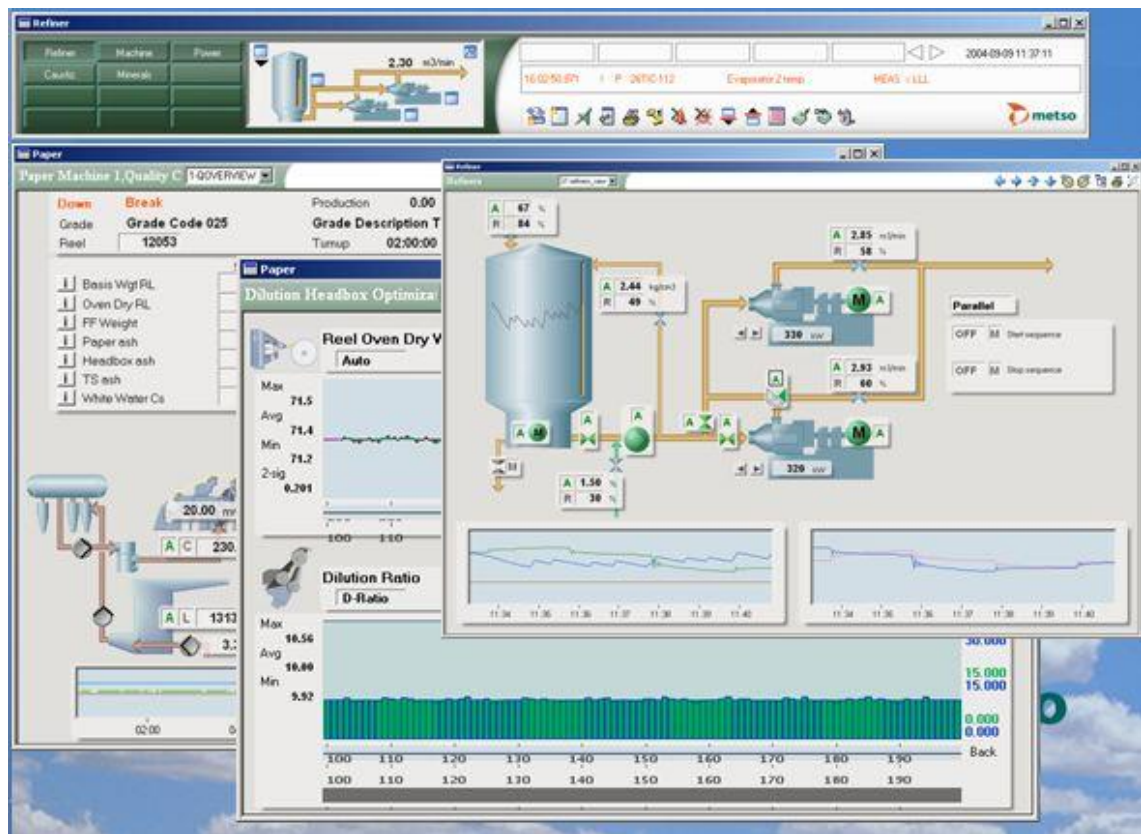 Refiner
Refiner Machine Power
Caustic Minerals
2.30 m3/min
2004-09-09 11:37:11
Evaporator 2 temp
metso
Paper
Paper Machine 1,Quality C 1-QOVERVIEW
Down Break
Production 0.00
Grade Grade Code 025
Grade Description T
Reel 12053
Turnup 02:00:00
i Basis Wgt RL
i Oven Dry RL
i FF Weight
i Paper ash
i Headbox ash
i TS ash
i White Water Cs
20.00
A C 230.
A L 1313
3.
02:00
Paper
Dilution Headbox Optimiza
Reel Oven Dry W
Auto
Max
71.5
Avg
71.4
Min
71.2
2-sig
0.201
100 110
Dilution Ratio
D-Ratio
Max
10.56
Avg
10.00
Min
9.92
30.000
15.000
15.000
0.000
0.000
Back
100 110 120 130 140 150 160 170 180 190
100 110 120 130 140 150 160 170 180 190
Refiner
Refiners
A 67 %
R 84 %
A 2.44
R 49 %
A 2.85 m3/min
R 58 %
M A
330 kW
A 2.93 m3/min
R 60 %
A
M A
320 kW
A M
A
A
A
A
M
A 1.50 %
R 30 %
Parallel
OFF M Start sequence
OFF M Stop sequence
11:34 11:35 11:36 11:37 11:38 11:39 11:40
11:34 11:35 11:36 11:37 11:38 11:39 11:40